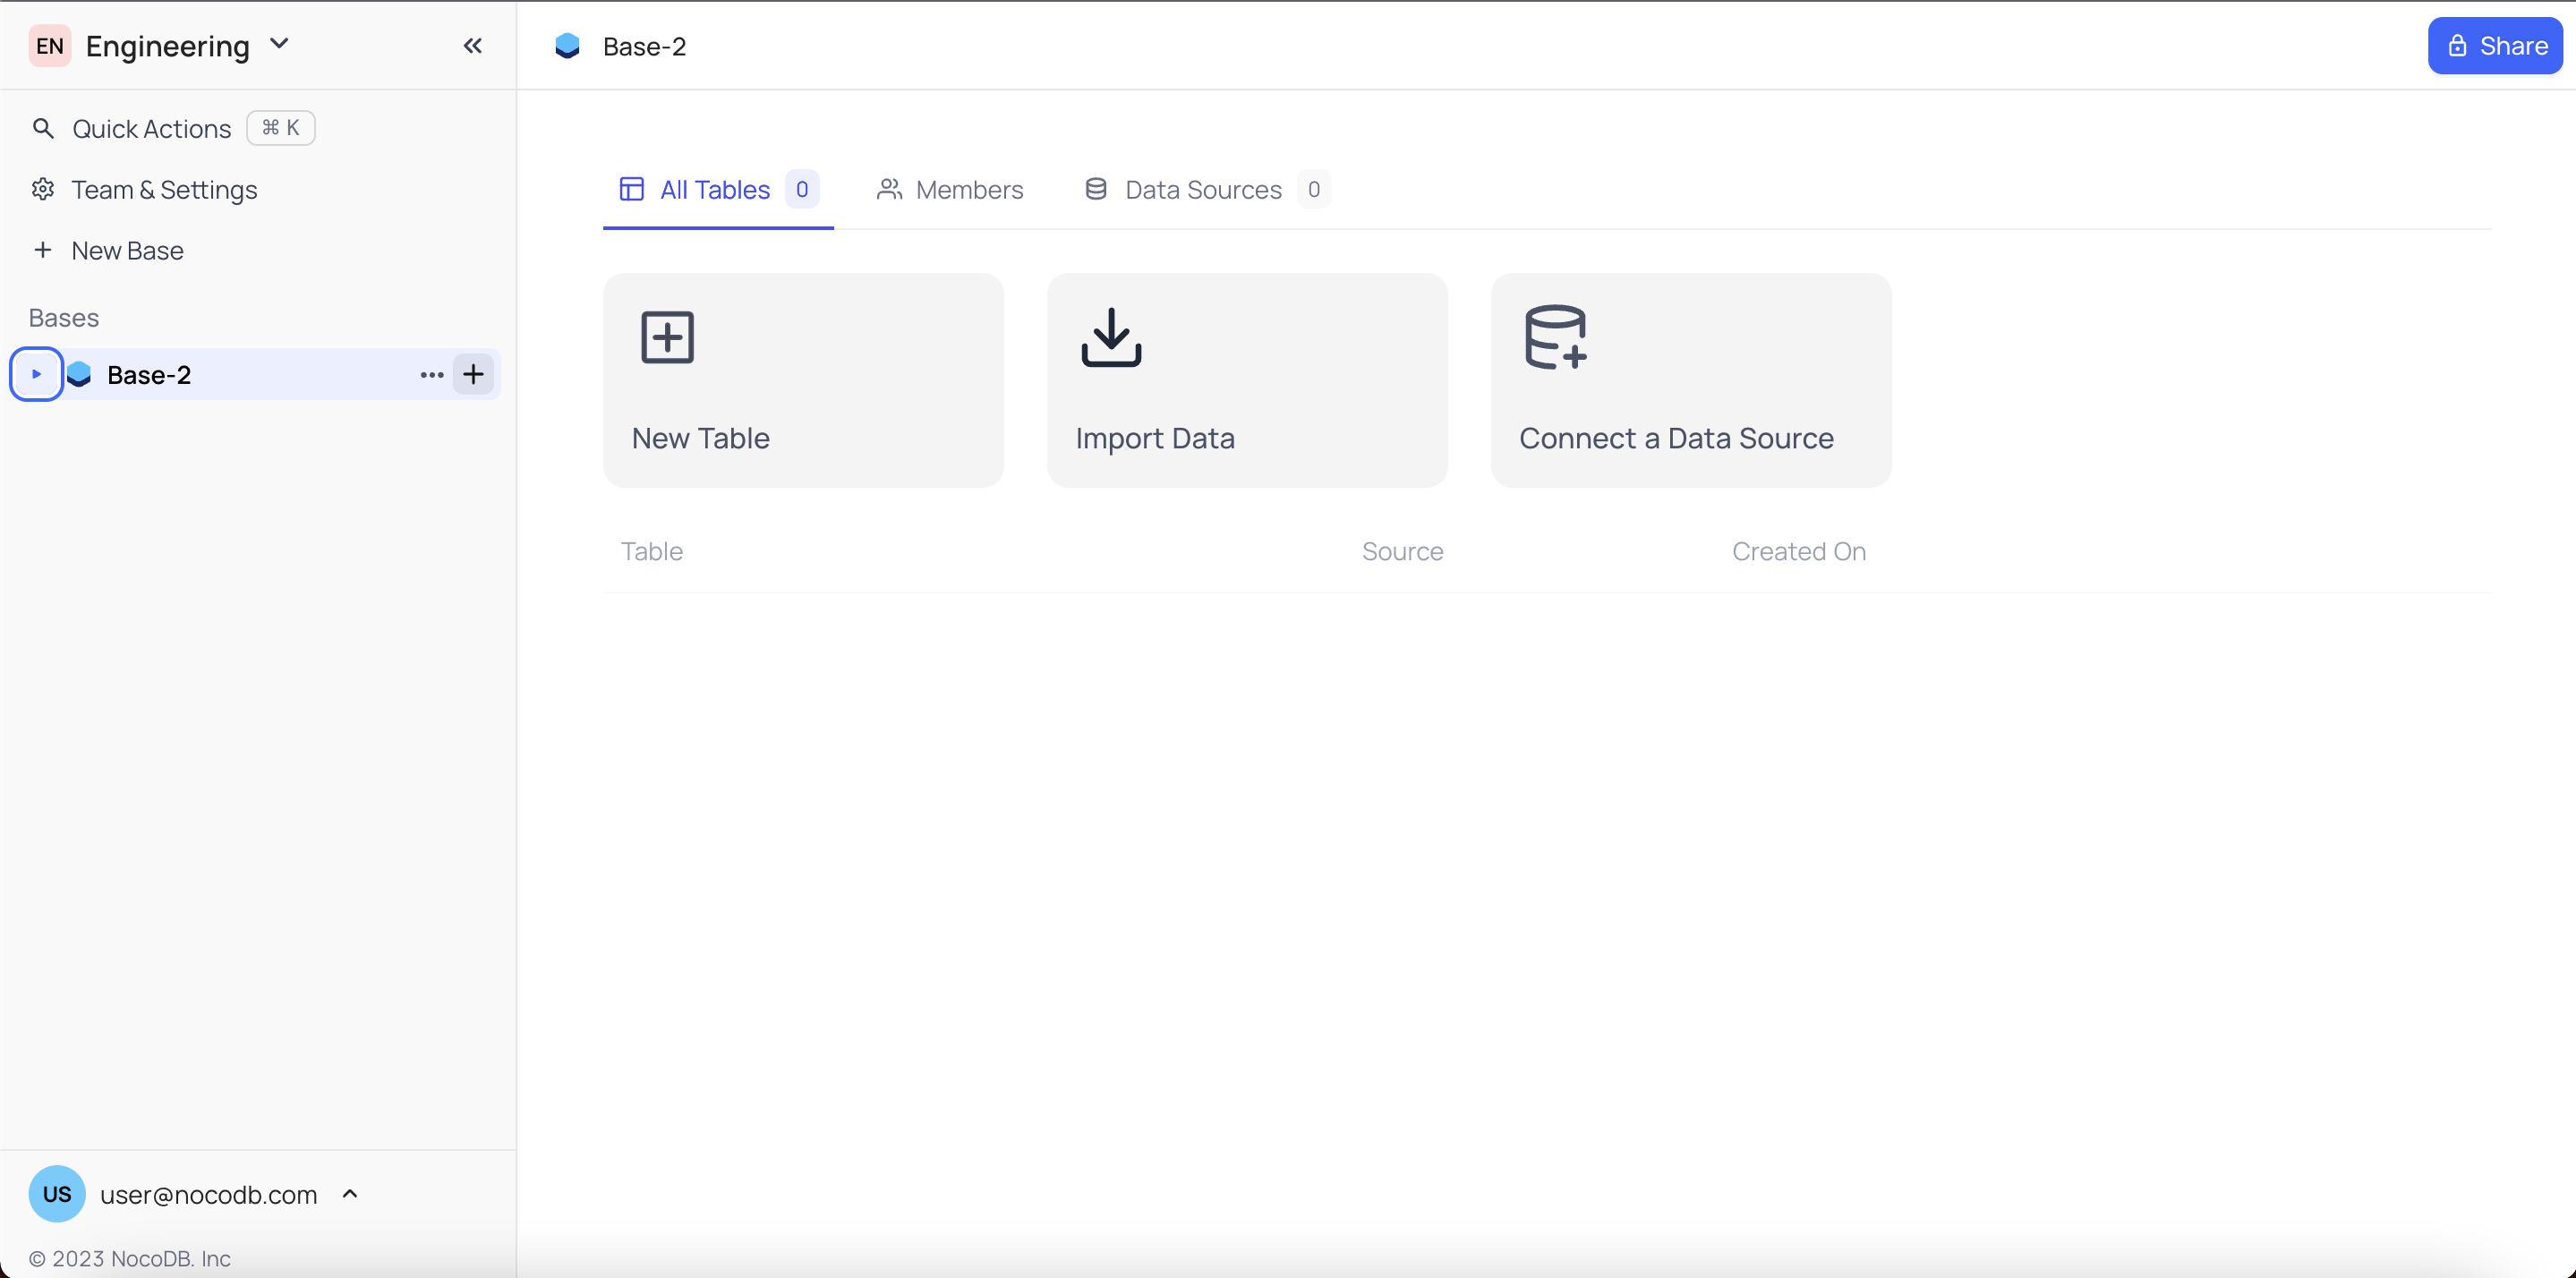 EN Engineering
Quick Actions ⌘ K
Team & Settings
New Base
Bases
Base-2
US user@nocodb.com
© 2023 NocoDB. Inc
Base-2
Share
All Tables 0 Members Data Sources 0
New Table Import Data Connect a Data Source
Table Source Created On